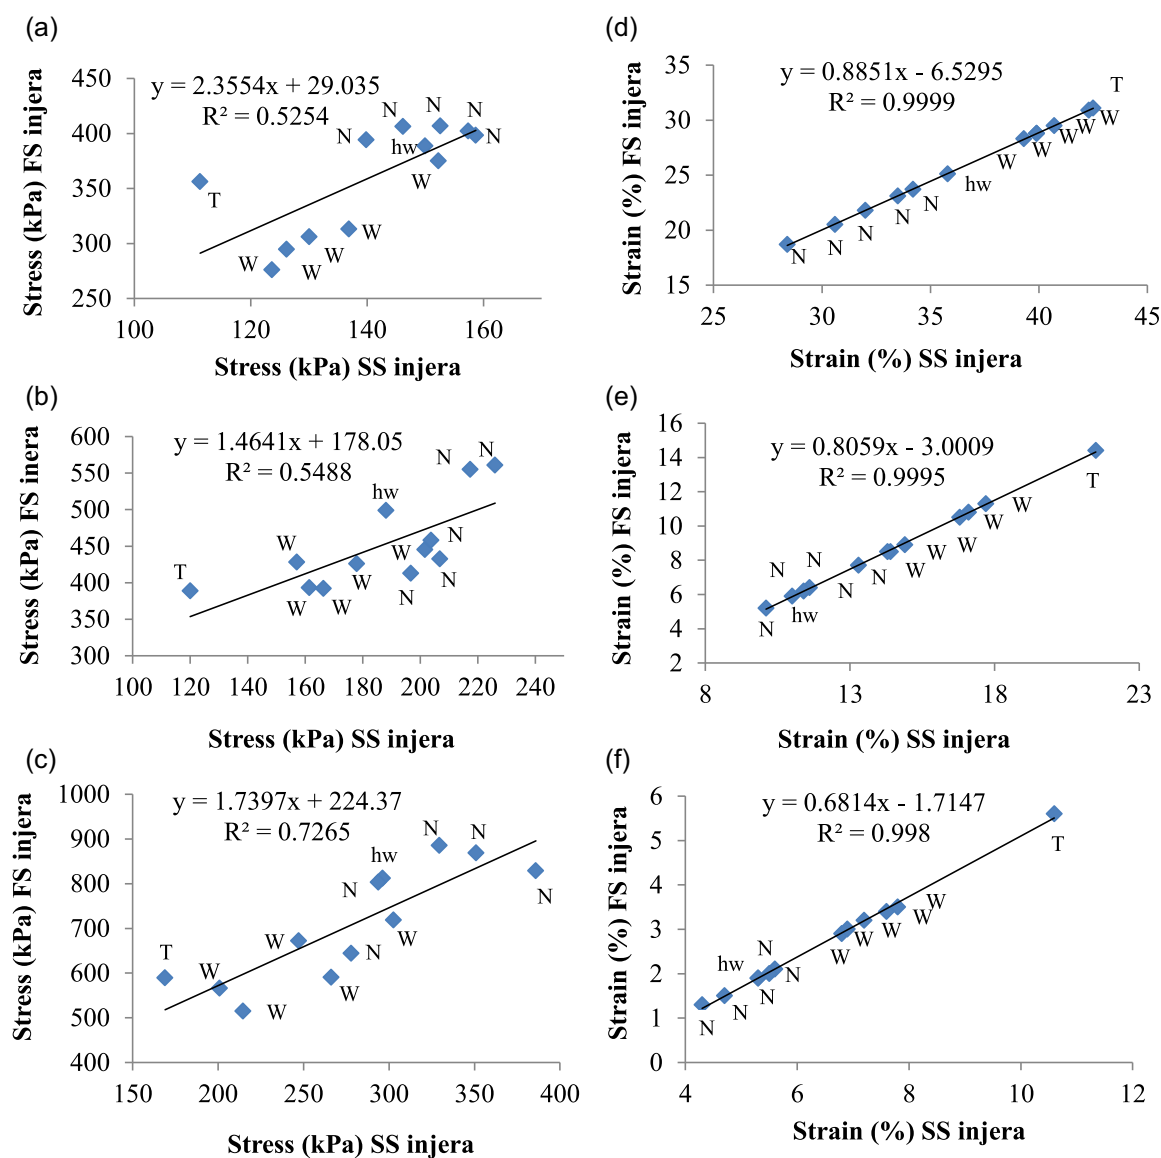 (a)
y = 2.3554x + 29.035
R² = 0.5254
Stress (kPa) FS injera
450
400
350
300
250
100
120
140
160
N
N
N
N
N
hw
W
T
W
W
W
W
Stress (kPa) SS injera
(d)
y = 0.8851x - 6.5295
R² = 0.9999
Strain (%) FS injera
35
30
25
20
15
25
30
35
40
45
T
W
W
W
W
W
hw
N
N
N
N
N
Strain (%) SS injera
(b)
y = 1.4641x + 178.05
R² = 0.5488
Stress (kPa) FS inera
600
550
500
450
400
350
300
100
120
140
160
180
200
220
240
N
N
hw
W
W
N
T
W
N
W
W
N
Stress (kPa) SS injera
(e)
y = 0.8059x - 3.0009
R² = 0.9995
Strain (%) FS injera
16
14
12
10
8
6
4
2
8
13
18
23
T
W
W
W
W
W
N
N
N
N
hw
N
Strain (%) SS injera
(c)
y = 1.7397x + 224.37
R² = 0.7265
Stress (kPa) FS injera
1000
900
800
700
600
500
400
150
200
250
300
350
400
N
N
hw
N
N
T
W
W
W
N
W
W
Stress (kPa) SS injera
(f)
y = 0.6814x - 1.7147
R² = 0.998
Strain (%) FS injera
6
5
4
3
2
1
0
4
6
8
10
12
T
W
W
W
W
W
N
hw
N
N
N
N
Strain (%) SS injera